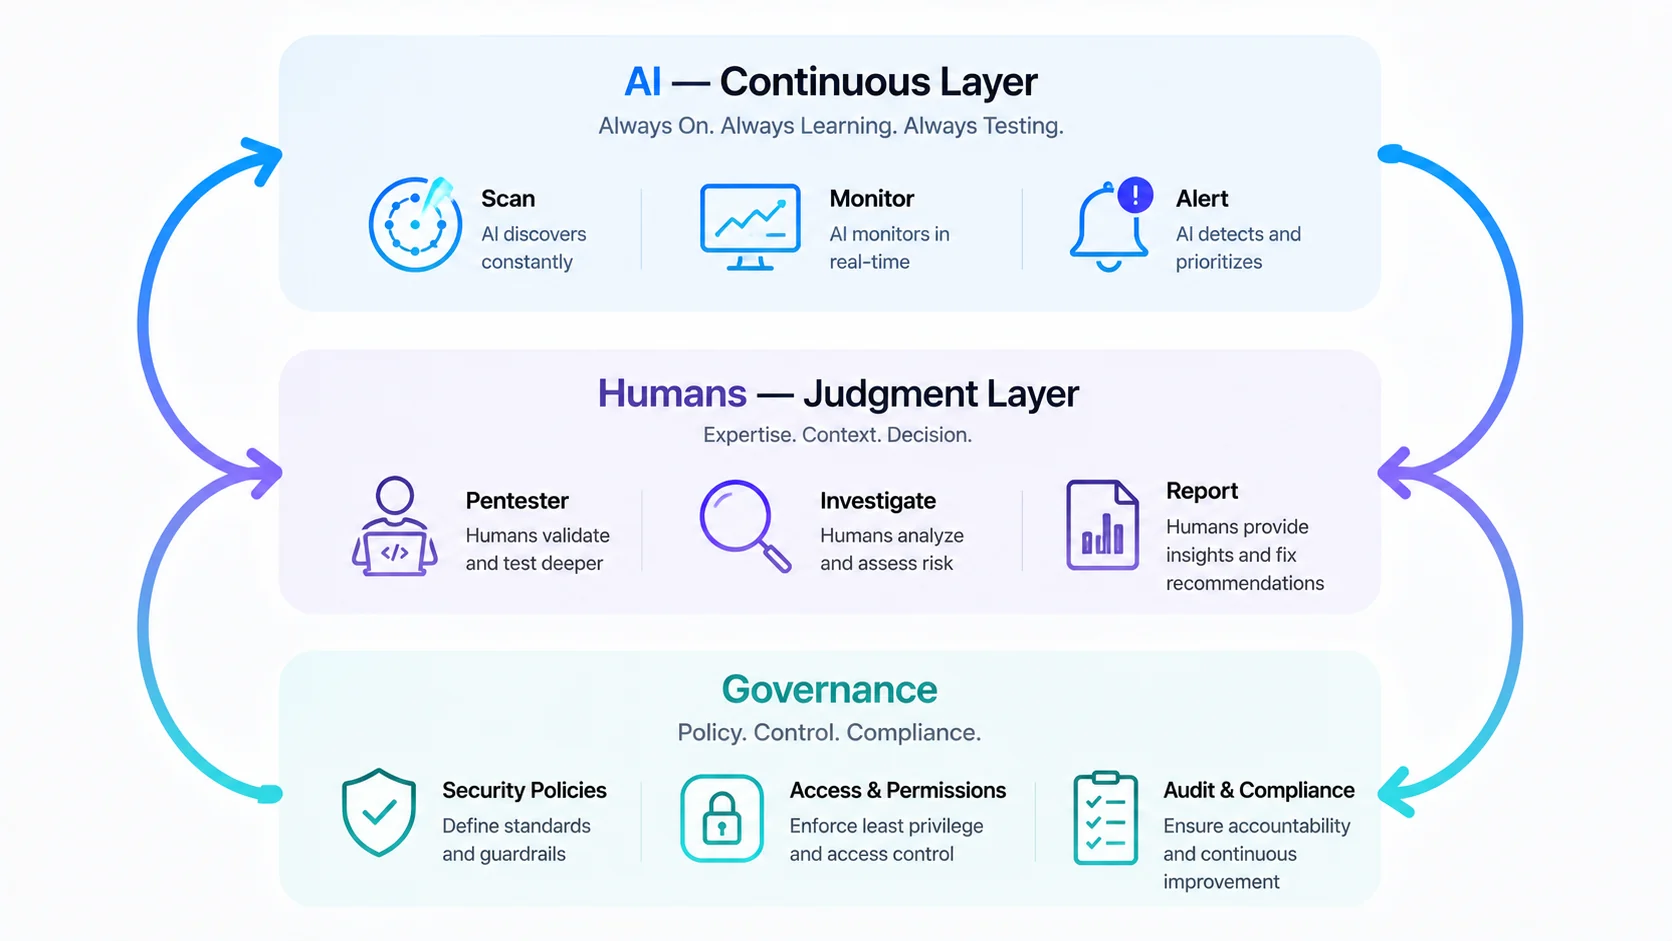 AI — Continuous Layer
Always On. Always Learning. Always Testing.
Scan
AI discovers
constantly
Monitor
AI monitors in
real-time
!
Alert
AI detects and
prioritizes
Humans — Judgment Layer
Expertise. Context. Decision.
</>
Pentester
Humans validate
and test deeper
Investigate
Humans analyze
and assess risk
Report
Humans provide
insights and fix
recommendations
Governance
Policy. Control. Compliance.
Security Policies
Define standards
and guardrails
Access & Permissions
Enforce least privilege
and access control
Audit & Compliance
Ensure accountability
and continuous
improvement